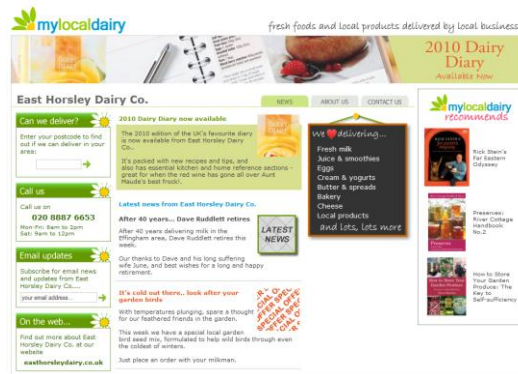 mylocaldairy
fresh foods and local products delivered by local business
2010 Dairy
Diary
Available Now
East Horsley Dairy Co.
NEWS
ABOUT US
CONTACT US
Can we deliver?
Enter your postcode to find
out if we can deliver in your
area:
Call us
Call us on
020 8887 6653
Mon-Fri: 8am to 2pm
Sat: 9am to 12pm
Email updates
Subscribe for email news
and updates from East
Horsley Dairy Co....
your email address...
On the web...
Find out more about East
Horsley Dairy Co. at our
website
easthorsleydairy.co.uk
2010 Dairy Diary now available
The 2010 edition of the UK's favourite diary
is now available from East Horsley Dairy
Co..
It's packed with new recipes and tips, and
also has essential kitchen and home reference sections -
great for when the red wine has gone all over Aunt
Maude's best frock!.
Latest news from East Horsley Dairy Co.
After 40 years... Dave Ruddlett retires
After 40 years delivering milk in the
Effingham area, Dave Ruddlett retires this
week.
Our thanks to Dave and his long suffering
wife June, and best wishes for a long and happy
retirement.
LATEST
NEWS
It's cold out there.. look after your
garden birds
With temperatures plunging, spare a thought
for our feathered friends in the garden.
This week we have a special local garden
bird seed mix, formulated to help wild birds through even
the coldest of winters.
Just place an order with your milkman.
SPECIAL OFFER
We delivering...
Fresh milk
Juice & smoothies
Eggs
Cream & yogurts
Butter & spreads
Bakery
Cheese
Local products
and lots, lots more
mylocaldairy
recommends
Rick Stein's
Far Eastern
Odyssey
Preserves:
River Cottage
Handbook
No.2
How to Store
Your Garden
Produce: The
Key to
Self-sufficiency